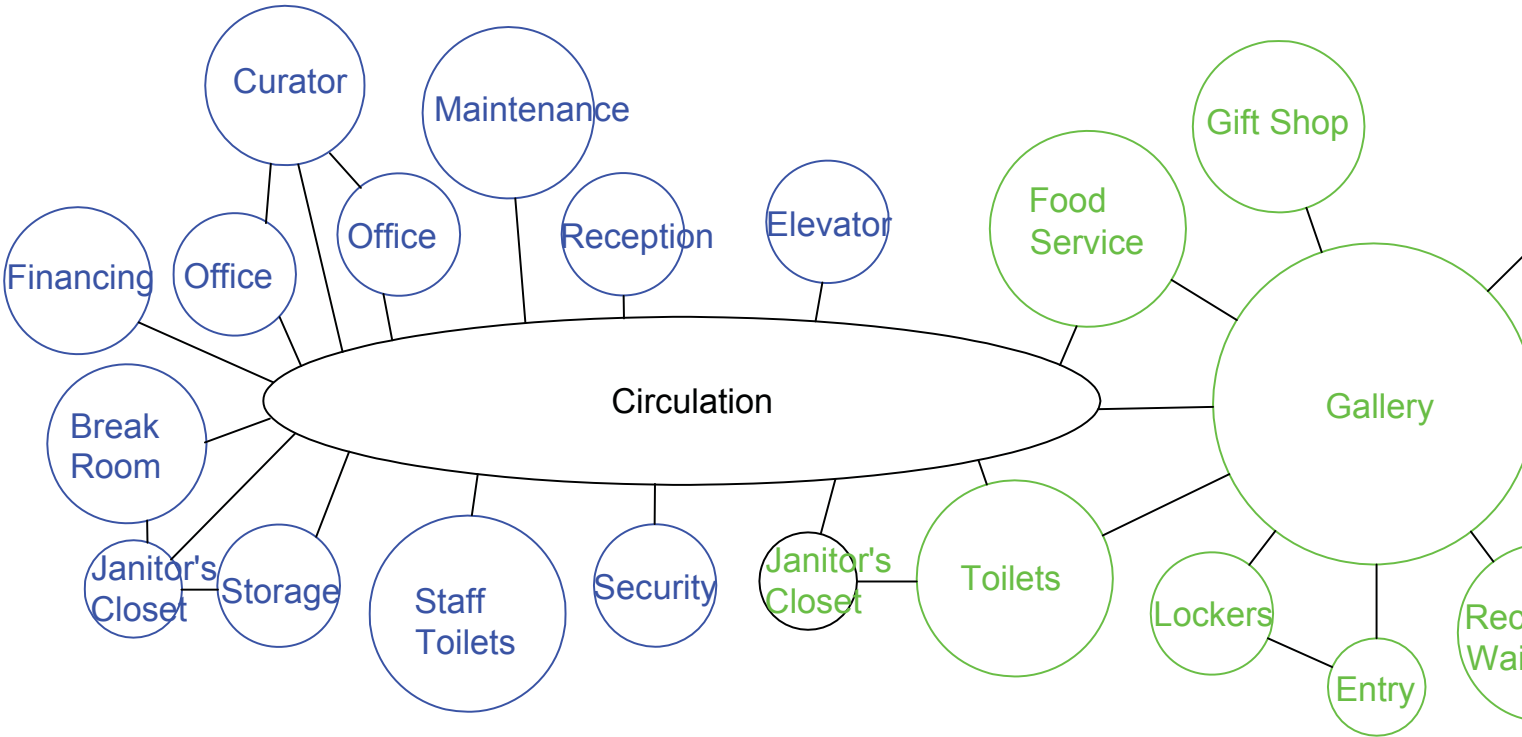 Curator
Maintenance
Gift Shop
Food
Service
Office
Reception
Elevator
Financing
Office
Circulation
Gallery
Break
Room
Janitor's
Closet
Storage
Staff
Toilets
Security
Janitor's
Closet
Toilets
Lockers
Entry